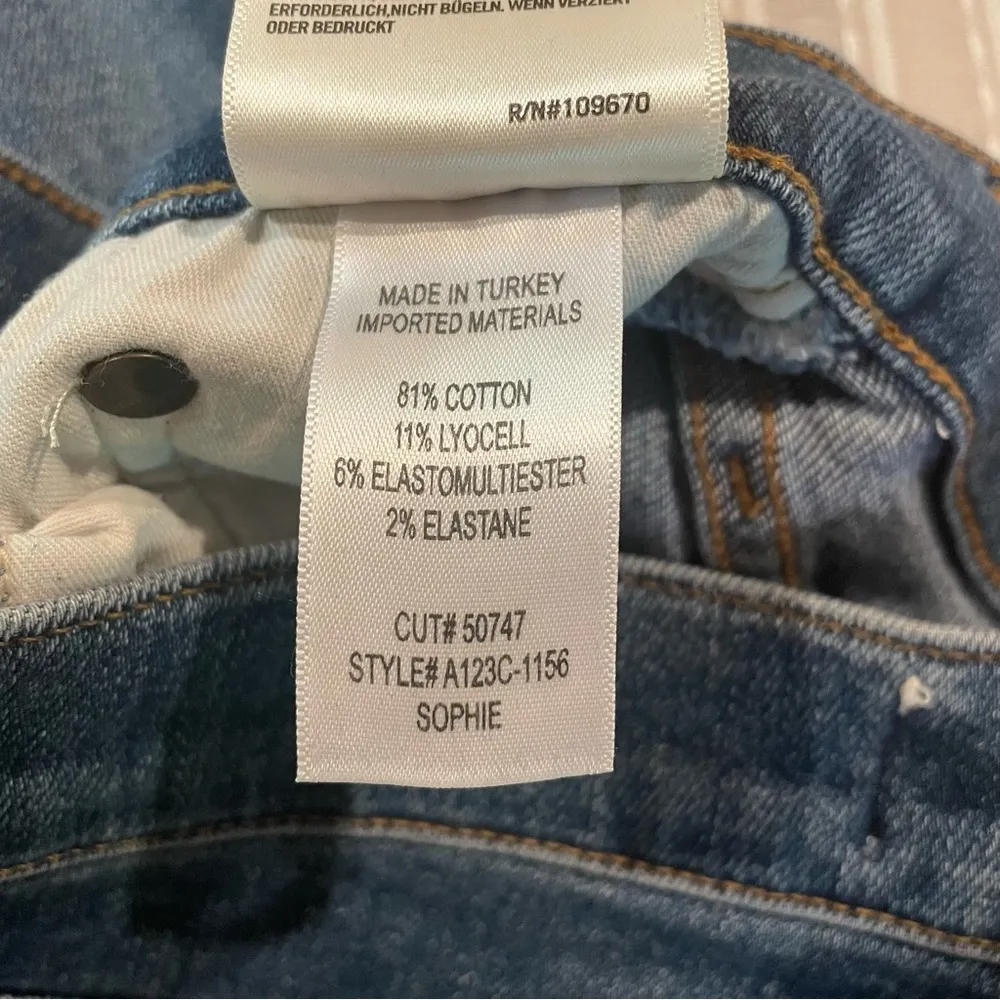 ERFORDERLICH,NICHT BÜGELN. WENN VERZIERT
ODER BEDRUCKT
R/N#109670
MADE IN TURKEY
IMPORTED MATERIALS
81% COTTON
11% LYOCELL
6% ELASTOMULTIESTER
2% ELASTANE
CUT# 50747
STYLE# A123C-1156
SOPHIE